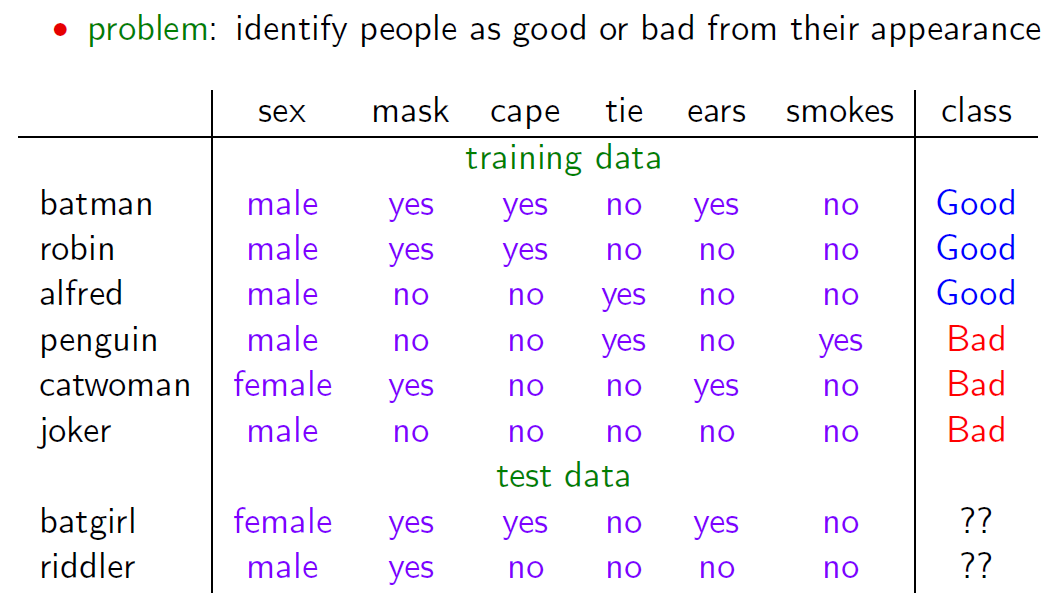 • problem: identify people as good or bad from their appearance
sex mask cape tie ears smokes class
training data
batman male yes yes no yes no Good
robin male yes yes no no no Good
alfred male no no yes no no Good
penguin male no no yes no yes Bad
catwoman female yes no no yes no Bad
joker male no no no no no Bad
test data
batgirl female yes yes no yes no ??
riddler male yes no no no no ??